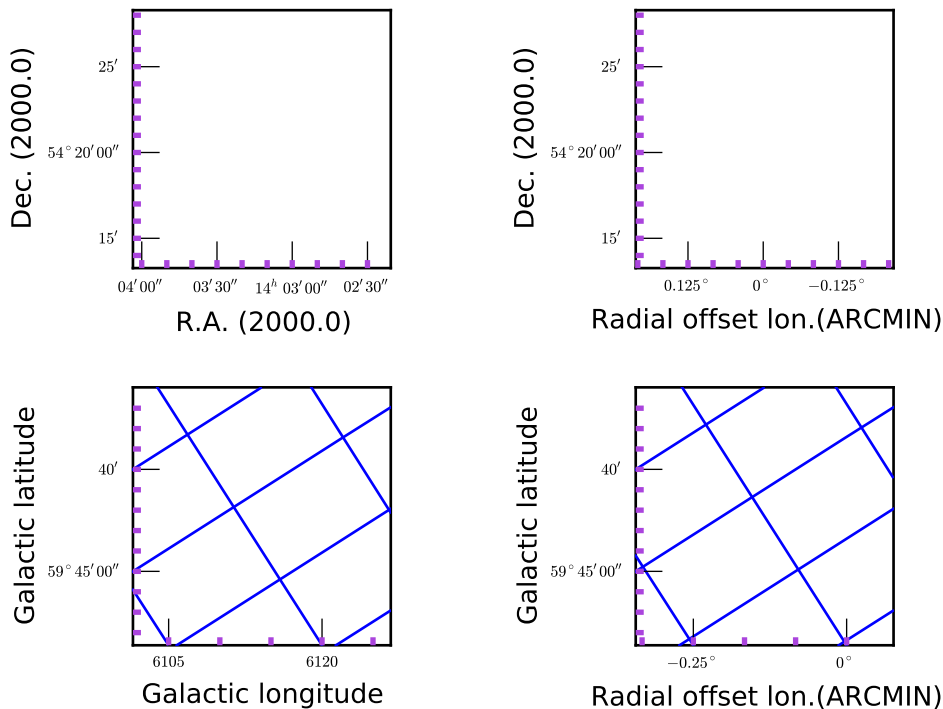 Dec. (2000.0)
25′
54° 20′ 00″
15′
04′ 00″ 03′ 30″ 14ʰ 03′ 00″ 02′ 30″
R.A. (2000.0)
Dec. (2000.0)
25′
54° 20′ 00″
15′
0.125° 0° −0.125°
Radial offset lon.(ARCMIN)
Galactic latitude
40′
59° 45′ 00″
6105 6120
Galactic longitude
Galactic latitude
40′
59° 45′ 00″
−0.25° 0°
Radial offset lon.(ARCMIN)